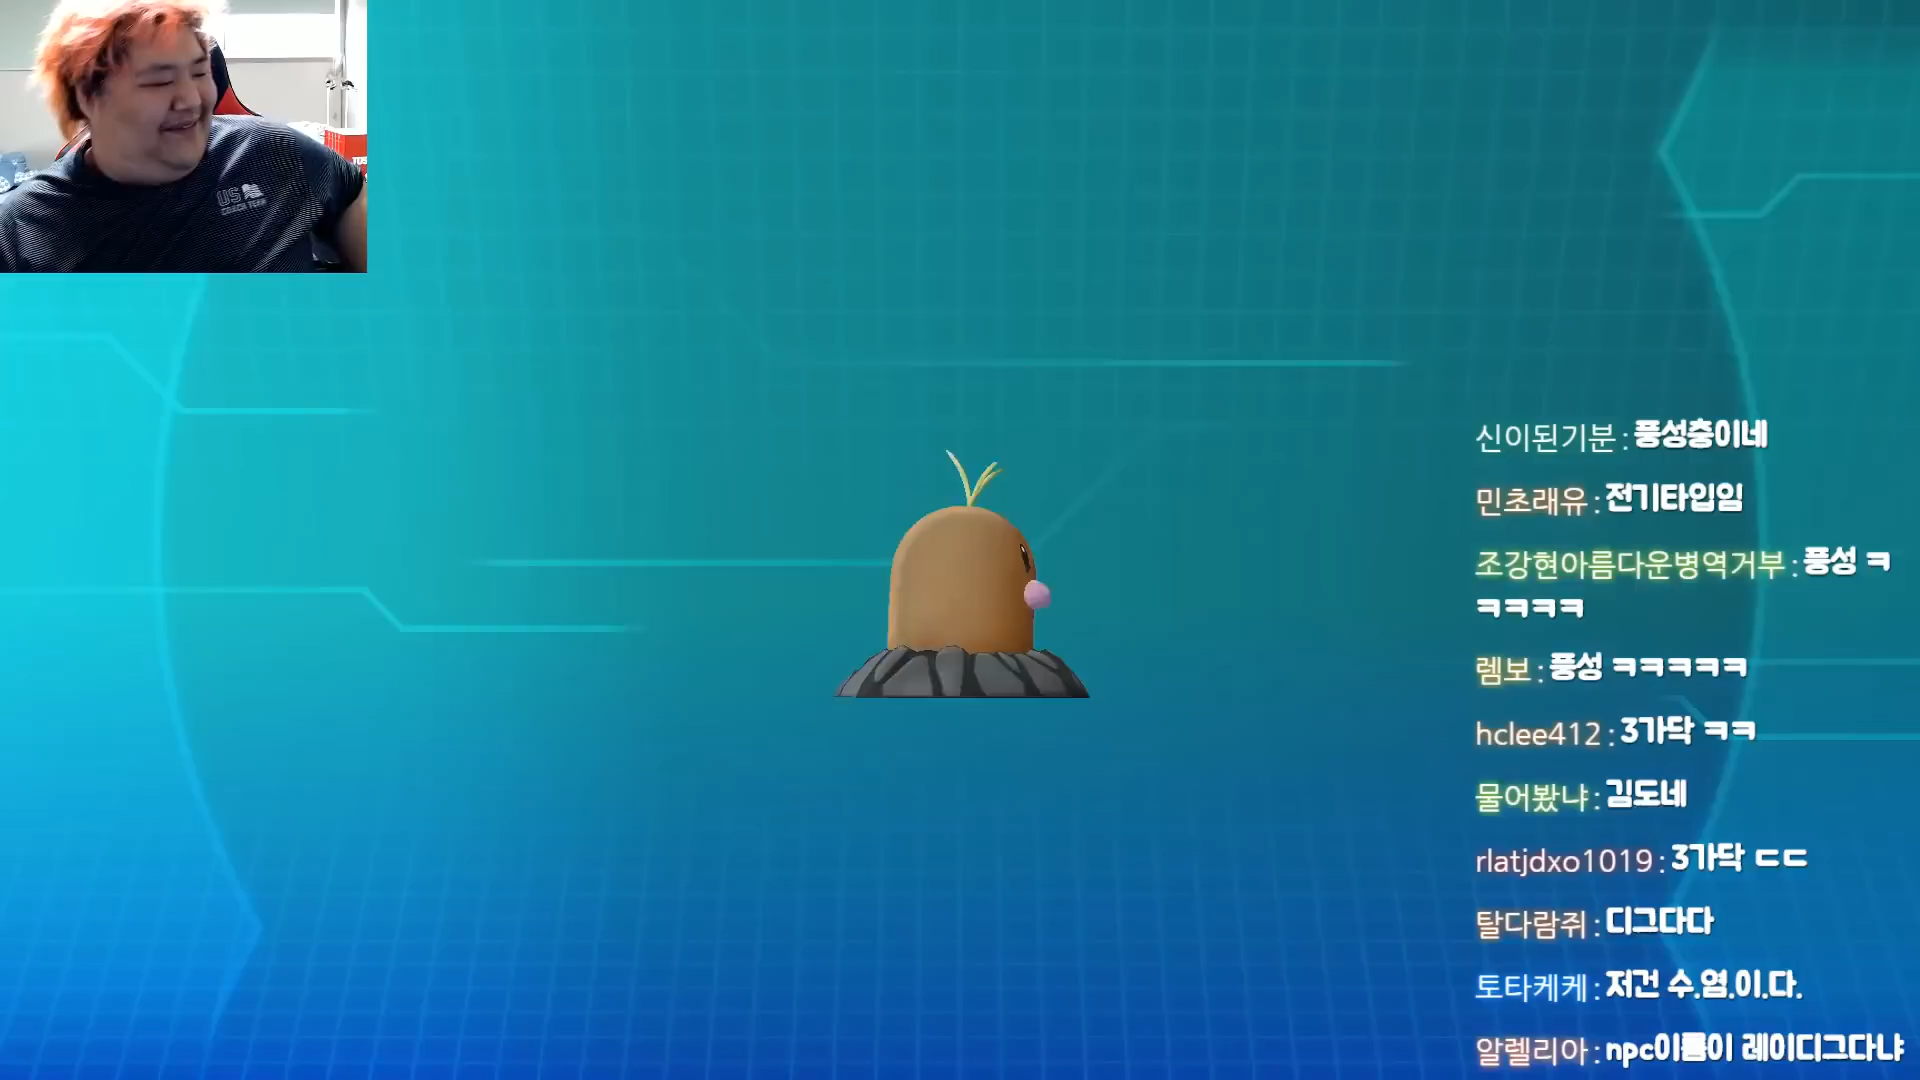 US
COACH TEAM
TOS
신이된기분 : 풍성충이네
민초래유 : 전기타입임
조강현아름다운병역거부 : 풍성 ㅋ
ㅋㅋㅋㅋ
렘보 : 풍성 ㅋㅋㅋㅋㅋ
hclee412 : 3가닥 ㅋㅋ
물어봤냐 : 김도네
rlatjdxo1019 : 3가닥 ㄷㄷ
탈다람쥐 : 디그다다
토타케케 : 저건 수.염.이.다.
알렐리아 : npc이름이 레이디그다냐